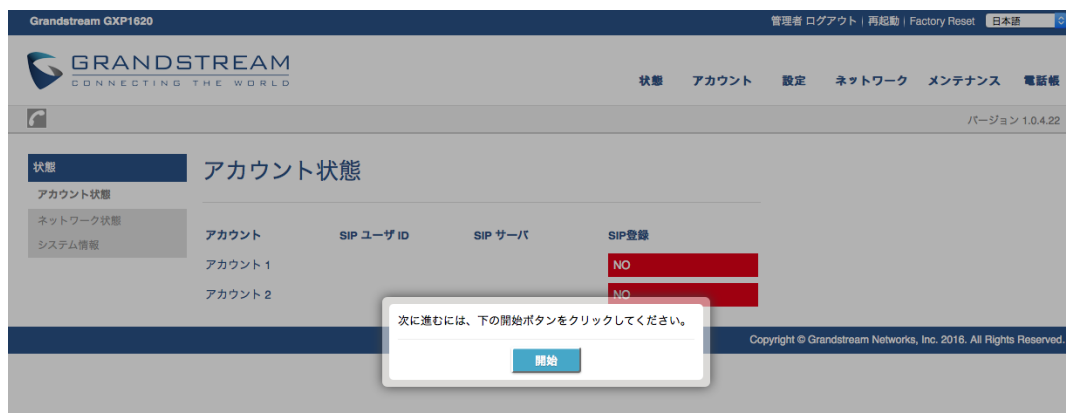 Grandstream GXP1620
管理者 ログアウト | 再起動 | Factory Reset 日本語
GRANDSTREAM
CONNECTING THE WORLD
状態 アカウント 設定 ネットワーク メンテナンス 電話帳
バージョン 1.0.4.22
状態
アカウント状態
ネットワーク状態
システム情報
アカウント状態
アカウント SIP ユーザ ID SIP サーバ SIP登録
アカウント 1 NO
アカウント 2 NO
次に進むには、下の開始ボタンをクリックしてください。
開始
Copyright © Grandstream Networks, Inc. 2016. All Rights Reserved.